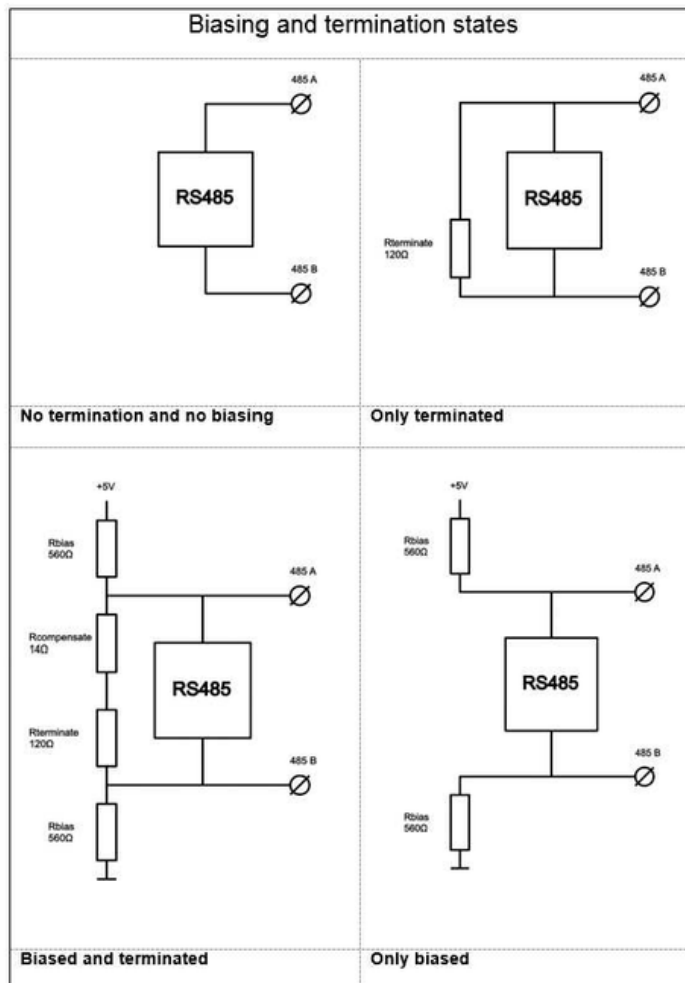 Biasing and termination states
485 A
RS485
485 B
No termination and no biasing
485 A
RS485
Rterminate
120Ω
485 B
Only terminated
+5V
Rbias
560Ω
485 A
Rcompensate
14Ω
RS485
Rterminate
120Ω
485 B
Rbias
560Ω
Biased and terminated
+5V
Rbias
560Ω
485 A
RS485
485 B
Rbias
560Ω
Only biased